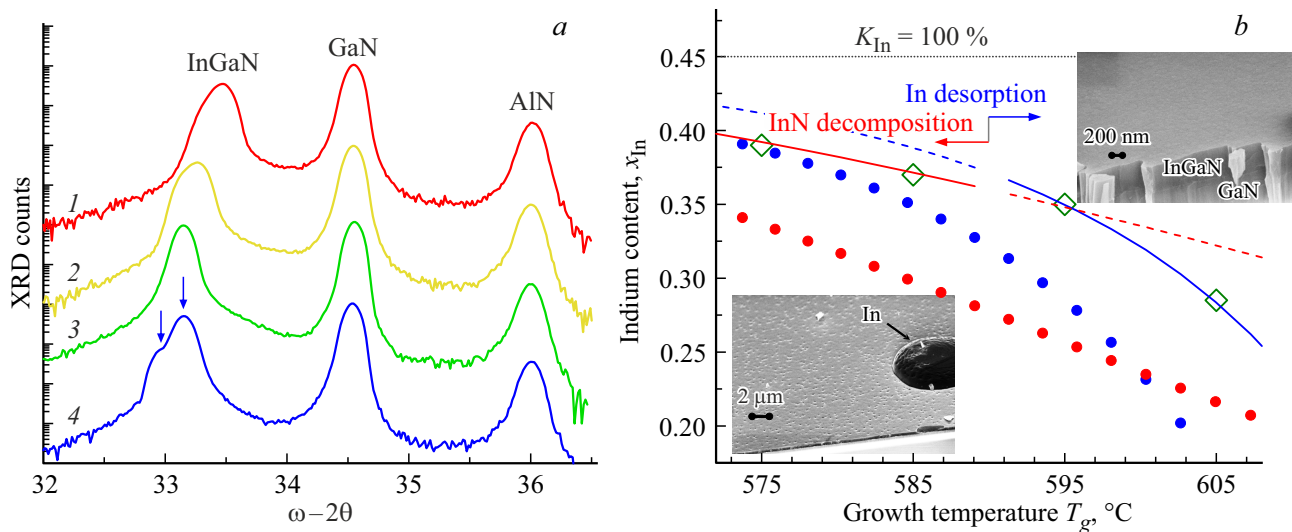 a
InGaN
GaN
AlN
XRD counts
1
2
3
4
32
33
34
35
36
ω – 2θ
b
K_In = 100 %
In desorption
InN decomposition
200 nm
InGaN
GaN
In
2 μm
Indium content, x_In
0.45
0.40
0.35
0.30
0.25
0.20
575
585
595
605
Growth temperature T_g, °C